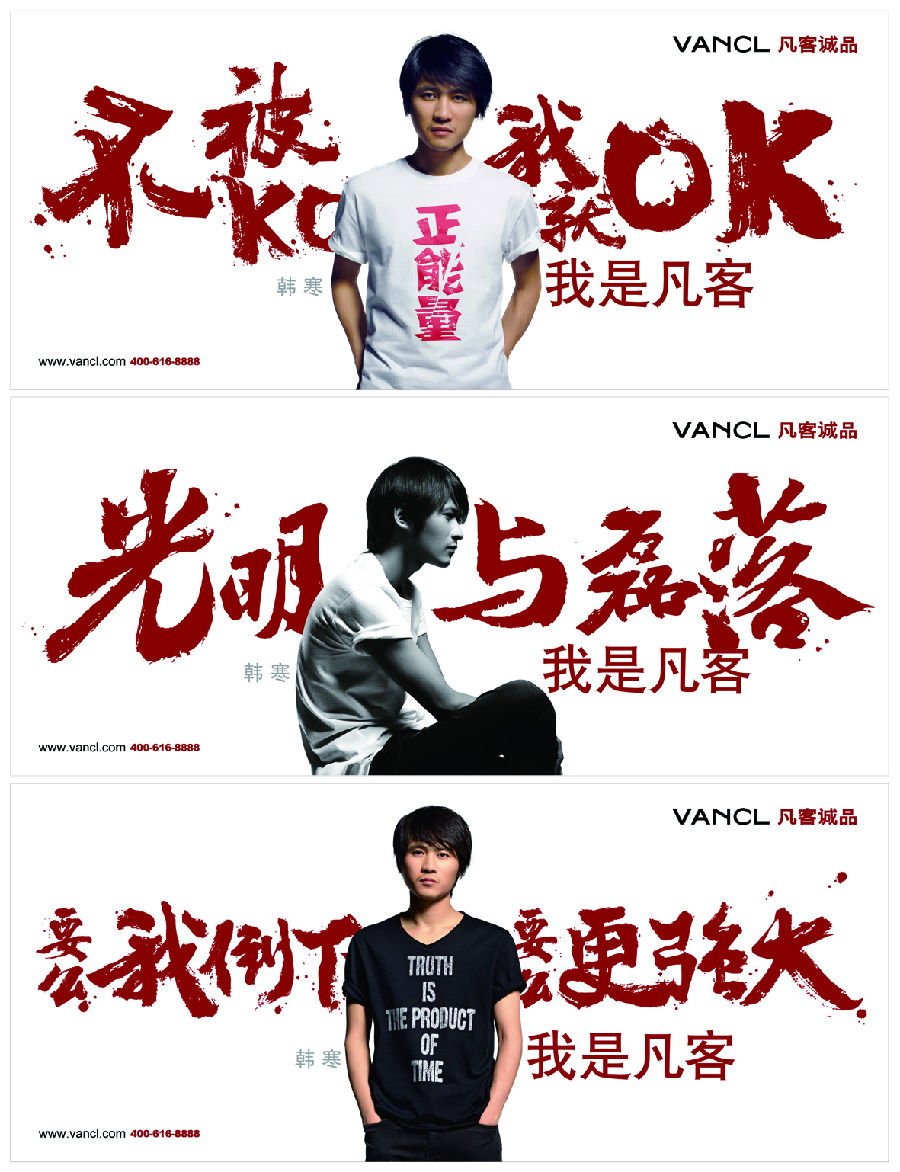 VANCL 凡客诚品
不被KO 我获OK
正能量
韩寒
我是凡客
www.vancl.com 400-616-8888
VANCL 凡客诚品
光明与磊落
韩寒
我是凡客
www.vancl.com 400-616-8888
VANCL 凡客诚品
要么我倒下 要么更强大
TRUTH
IS
THE PRODUCT
OF
TIME
韩寒
我是凡客
www.vancl.com 400-616-8888